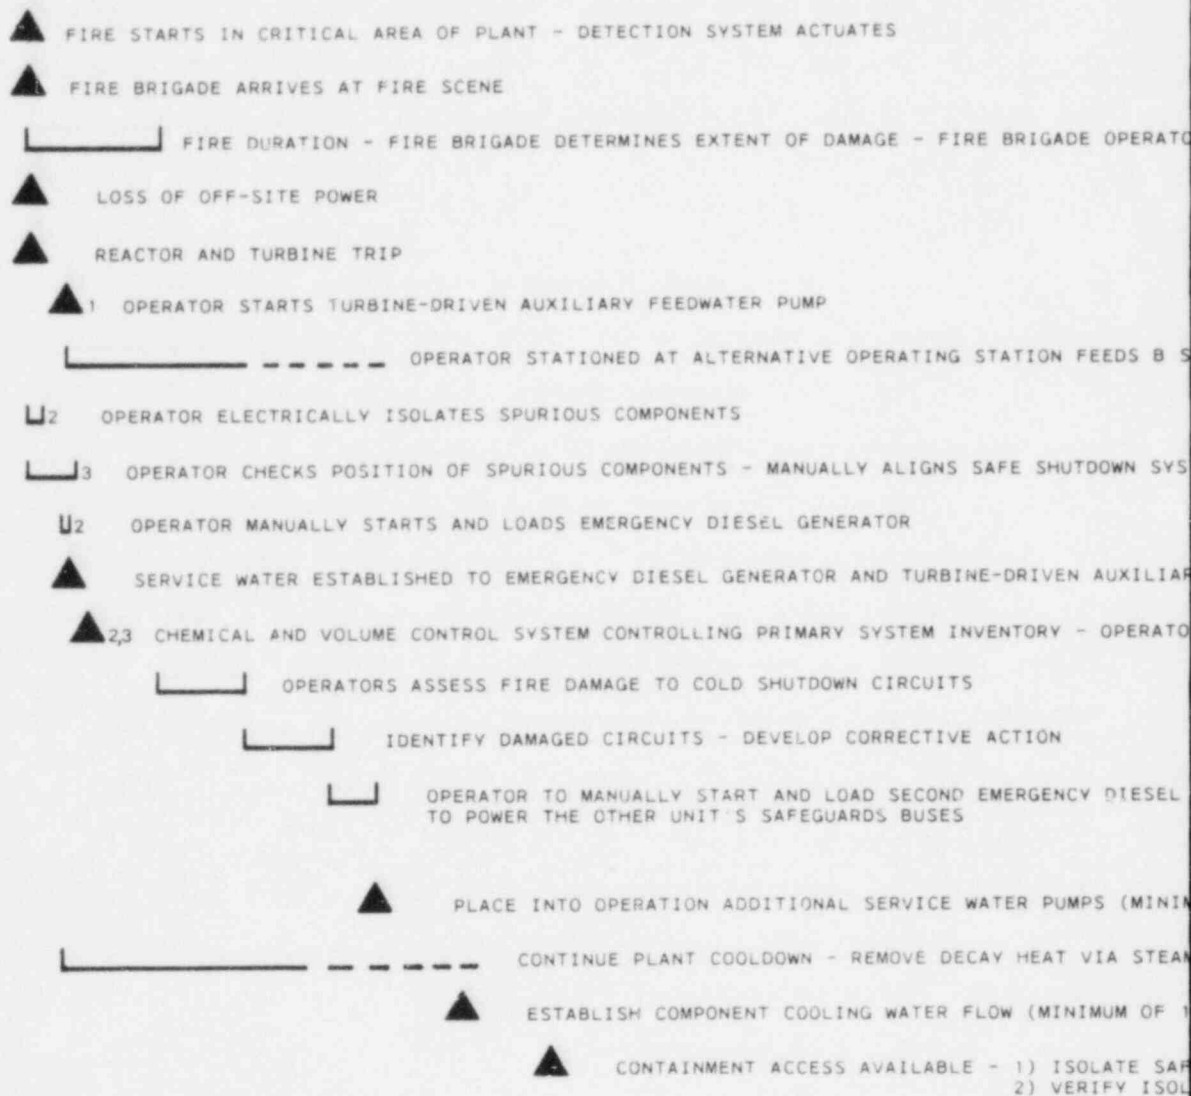 FIRE STARTS IN CRITICAL AREA OF PLANT - DETECTION SYSTEM ACTUATES
FIRE BRIGADE ARRIVES AT FIRE SCENE
FIRE DURATION - FIRE BRIGADE DETERMINES EXTENT OF DAMAGE - FIRE BRIGADE OPERATO
LOSS OF OFF-SITE POWER
REACTOR AND TURBINE TRIP
1 OPERATOR STARTS TURBINE-DRIVEN AUXILIARY FEEDWATER PUMP
OPERATOR STATIONED AT ALTERNATIVE OPERATING STATION FEEDS B S
2 OPERATOR ELECTRICALLY ISOLATES SPURIOUS COMPONENTS
3 OPERATOR CHECKS POSITION OF SPURIOUS COMPONENTS - MANUALLY ALIGNS SAFE SHUTDOWN SYS
2 OPERATOR MANUALLY STARTS AND LOADS EMERGENCY DIESEL GENERATOR
SERVICE WATER ESTABLISHED TO EMERGENCY DIESEL GENERATOR AND TURBINE-DRIVEN AUXILIAR
2,3 CHEMICAL AND VOLUME CONTROL SYSTEM CONTROLLING PRIMARY SYSTEM INVENTORY - OPERATO
OPERATORS ASSESS FIRE DAMAGE TO COLD SHUTDOWN CIRCUITS
IDENTIFY DAMAGED CIRCUITS - DEVELOP CORRECTIVE ACTION
OPERATOR TO MANUALLY START AND LOAD SECOND EMERGENCY DIESEL
TO POWER THE OTHER UNIT'S SAFEGUARDS BUSES
PLACE INTO OPERATION ADDITIONAL SERVICE WATER PUMPS (MINIM
CONTINUE PLANT COOLDOWN - REMOVE DECAY HEAT VIA STEAM
ESTABLISH COMPONENT COOLING WATER FLOW (MINIMUM OF 1
CONTAINMENT ACCESS AVAILABLE - 1) ISOLATE SAF
2) VERIFY ISOL